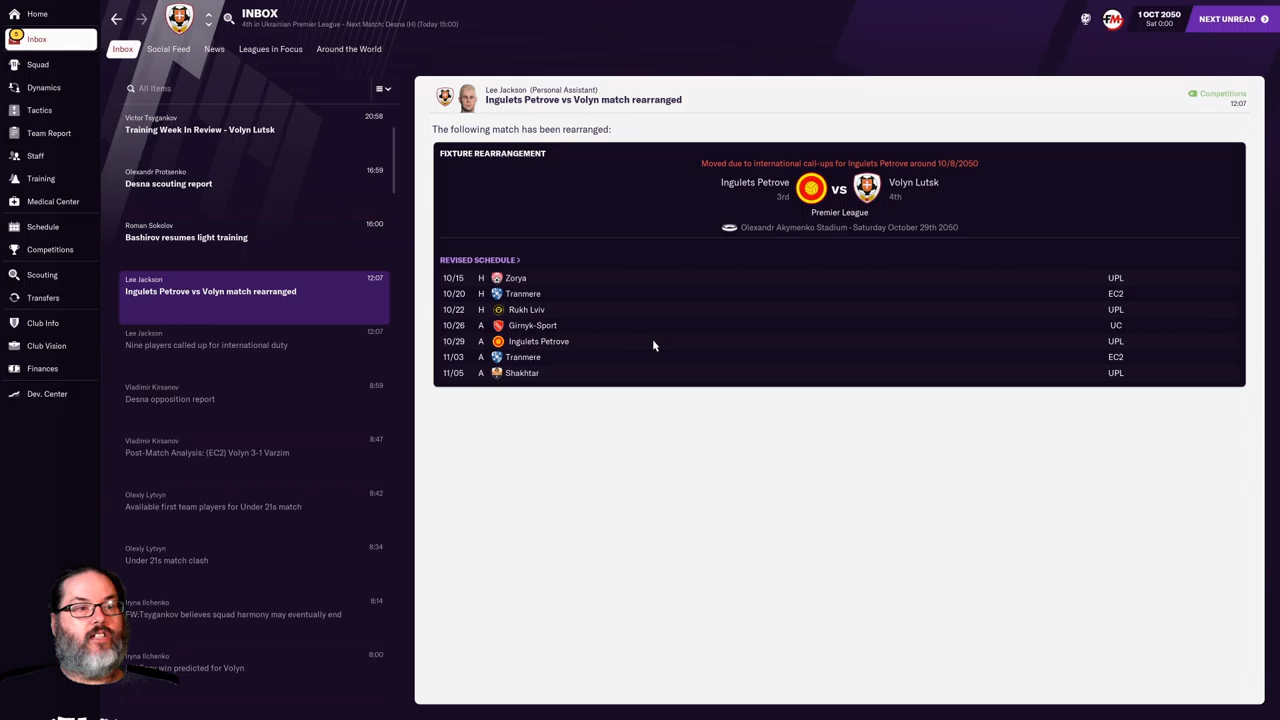 Home
5
Inbox
Squad
Dynamics
Tactics
Team Report
Staff
Training
Medical Center
Schedule
Competitions
Scouting
Transfers
Club Info
Club Vision
Finances
Dev. Center
INBOX
4th in Ukrainian Premier League - Next Match: Desna (H) (Today 15:00)
FM
1 OCT 2050
Sat 0:00
NEXT UNREAD
Inbox
Social Feed
News
Leagues in Focus
Around the World
All Items
Victor Tsygankov 20:58
Training Week In Review - Volyn Lutsk
Olexandr Protsenko 16:59
Desna scouting report
Roman Sokolov 16:00
Bashirov resumes light training
Lee Jackson 12:07
Ingulets Petrove vs Volyn match rearranged
Lee Jackson 12:07
Nine players called up for international duty
Vladimir Kirsanov 8:59
Desna opposition report
Vladimir Kirsanov 8:47
Post-Match Analysis: (EC2) Volyn 3-1 Varzim
Olexiy Lytvyn 8:42
Available first team players for Under 21s match
Olexiy Lytvyn 8:34
Under 21s match clash
Iryna Ilchenko 8:14
FW:Tsygankov believes squad harmony may eventually end
Iryna Ilchenko 8:00
win predicted for Volyn
Lee Jackson (Personal Assistant)
Ingulets Petrove vs Volyn match rearranged
Competitions
12:07
The following match has been rearranged:
FIXTURE REARRANGEMENT
Moved due to international call-ups for Ingulets Petrove around 10/8/2050
Ingulets Petrove vs Volyn Lutsk
3rd 4th
Premier League
Olexandr Akymenko Stadium - Saturday October 29th 2050
REVISED SCHEDULE >
10/15 H Zorya UPL
10/20 H Tranmere EC2
10/22 H Rukh Lviv UPL
10/26 A Girnyk-Sport UC
10/29 A Ingulets Petrove UPL
11/03 A Tranmere EC2
11/05 A Shakhtar UPL